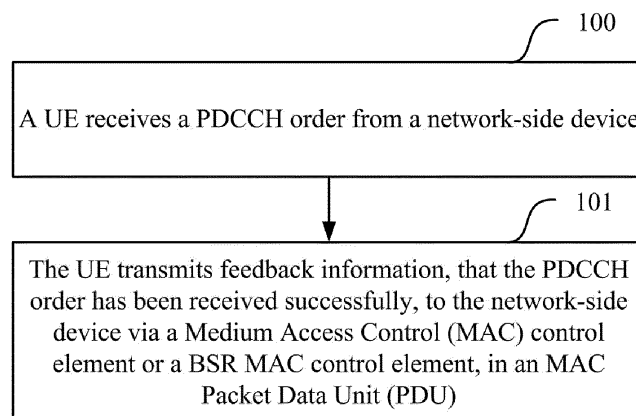 100
A UE receives a PDCCH order from a network-side device
101
The UE transmits feedback information, that the PDCCH
order has been received successfully, to the network-side
device via a Medium Access Control (MAC) control
element or a BSR MAC control element, in an MAC
Packet Data Unit (PDU)